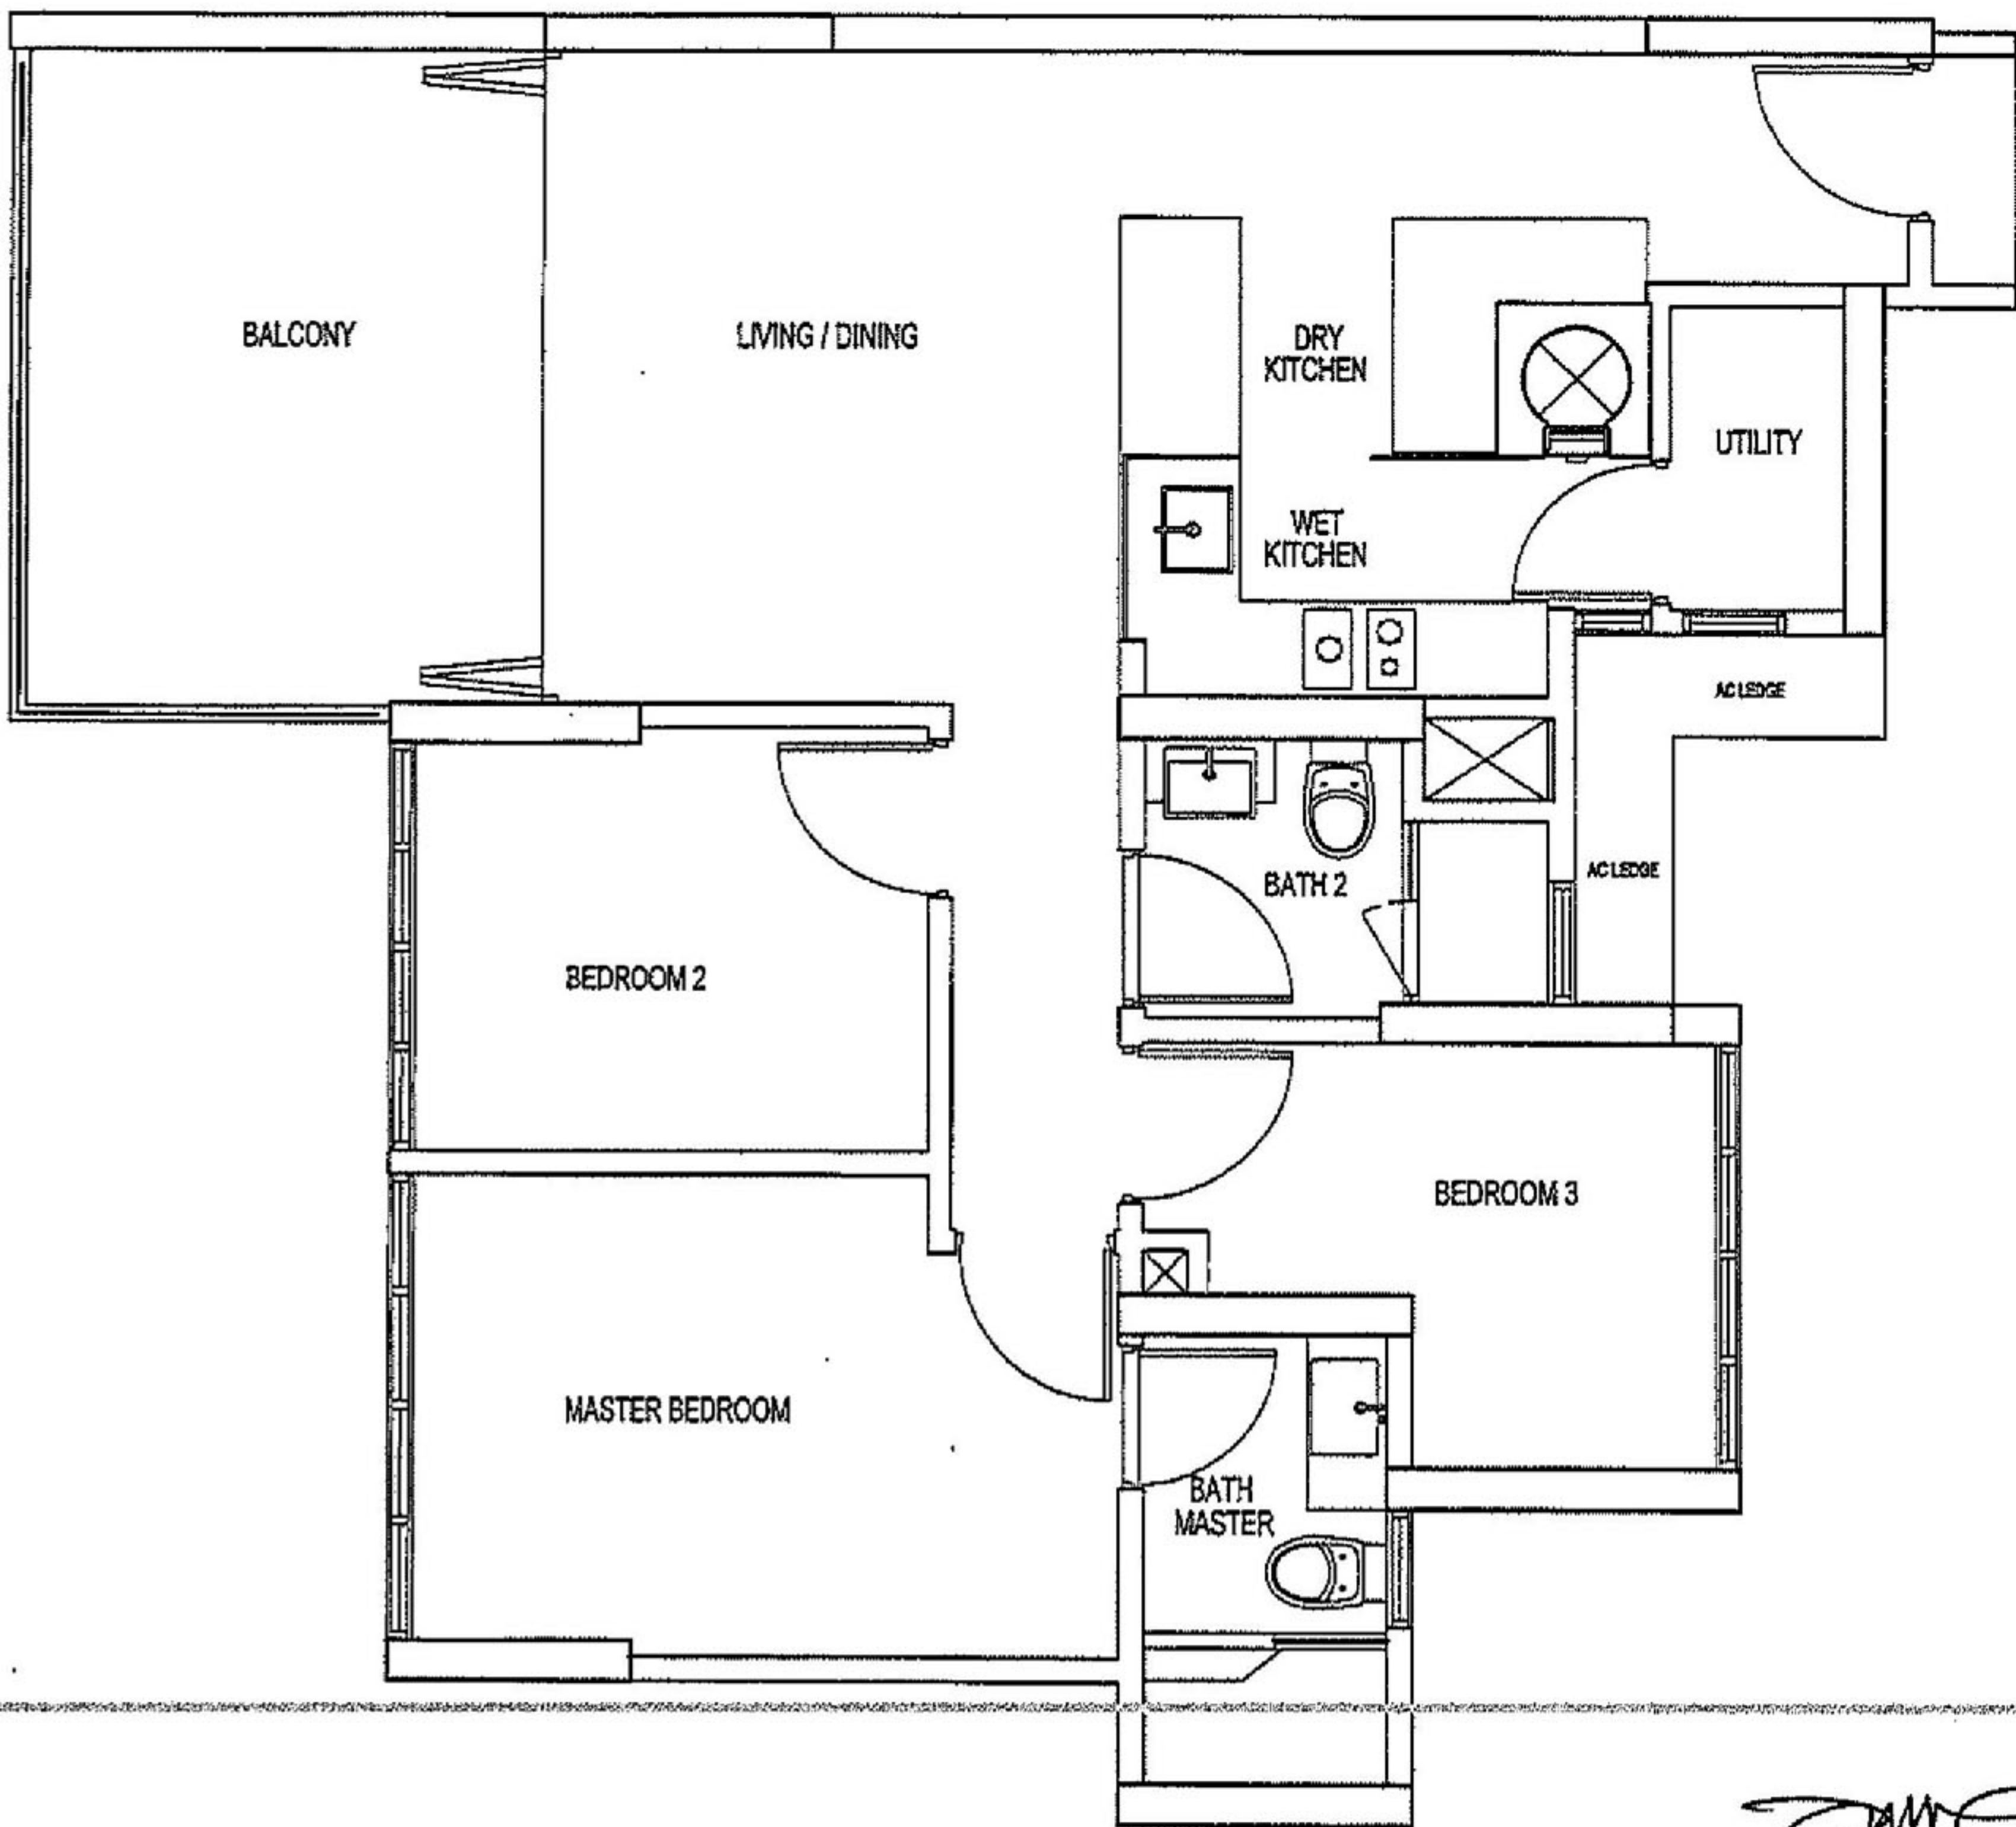 BALCONY
LIVING / DINING
DRY
KITCHEN
UTILITY
WET
KITCHEN
AC LEDGE
AC LEDGE
BATH 2
BEDROOM 2
BEDROOM 3
MASTER BEDROOM
BATH
MASTER